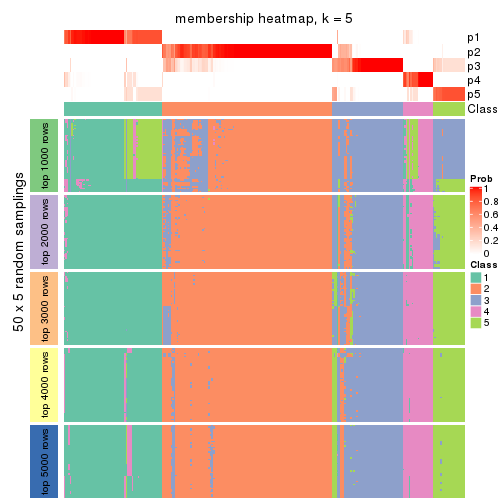 membership heatmap, k = 5
p1
p2
p3
p4
p5
Class
50 x 5 random samplings
top 1000 rows
top 2000 rows
top 3000 rows
top 4000 rows
top 5000 rows
Prob
1
0.8
0.6
0.4
0.2
0
Class
1
2
3
4
5